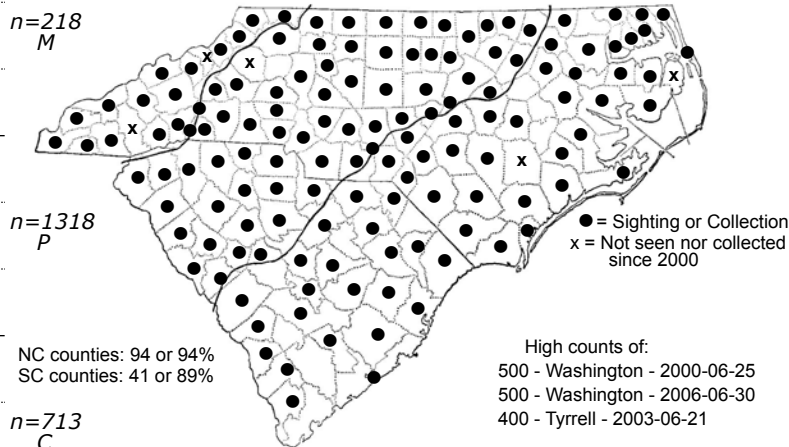 n=218
M
n=1318
P
n=713
C
● = Sighting or Collection
x = Not seen nor collected
since 2000
NC counties: 94 or 94%
SC counties: 41 or 89%
High counts of:
500 - Washington - 2000-06-25
500 - Washington - 2006-06-30
400 - Tyrrell - 2003-06-21
x
x
x
x
x